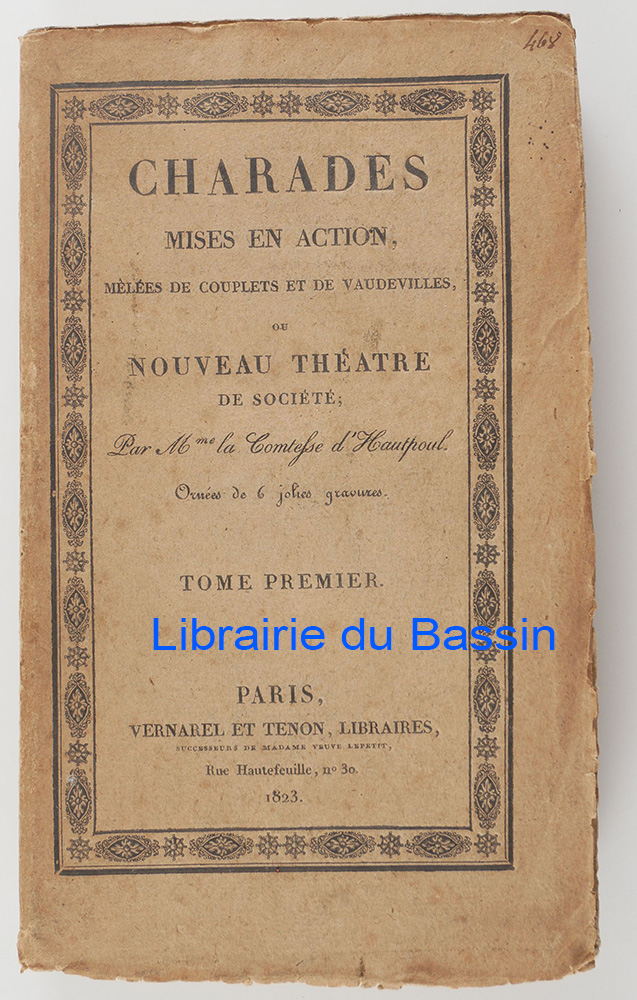 468
CHARADES
MISES EN ACTION,
MÊLÉES DE COUPLETS ET DE VAUDEVILLES,
OU
NOUVEAU THÉATRE
DE SOCIÉTÉ;
Par Mme la Comtesse d'Hautpoul.
Ornées de 6 jolies gravures.
TOME PREMIER.
Librairie du Bassin
PARIS,
VERNAREL ET TENON, LIBRAIRES,
SUCCESSEURS DE MADAME VEUVE LEPETIT,
Rue Hautefeuille, no 30.
1823.